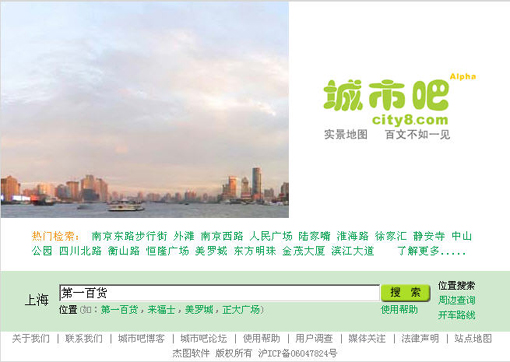 城市吧 Alpha
city8.com
实景地图 百文不如一见
热门检索： 南京东路步行街 外滩 南京西路 人民广场 陆家嘴 淮海路 徐家汇 静安寺 中山
公园 四川北路 衡山路 恒隆广场 美罗城 东方明珠 金茂大厦 滨江大道 了解更多.....
上海 第一百货 搜 索 位置搜索
周边查询
位置(如：第一百货，来福士，美罗城，正大广场) 使用帮助 开车路线
关于我们 | 联系我们 | 城市吧博客 | 城市吧论坛 | 使用帮助 | 用户调查 | 媒体关注 | 法律声明 | 站点地图
杰图软件 版权所有 沪ICP备06047824号